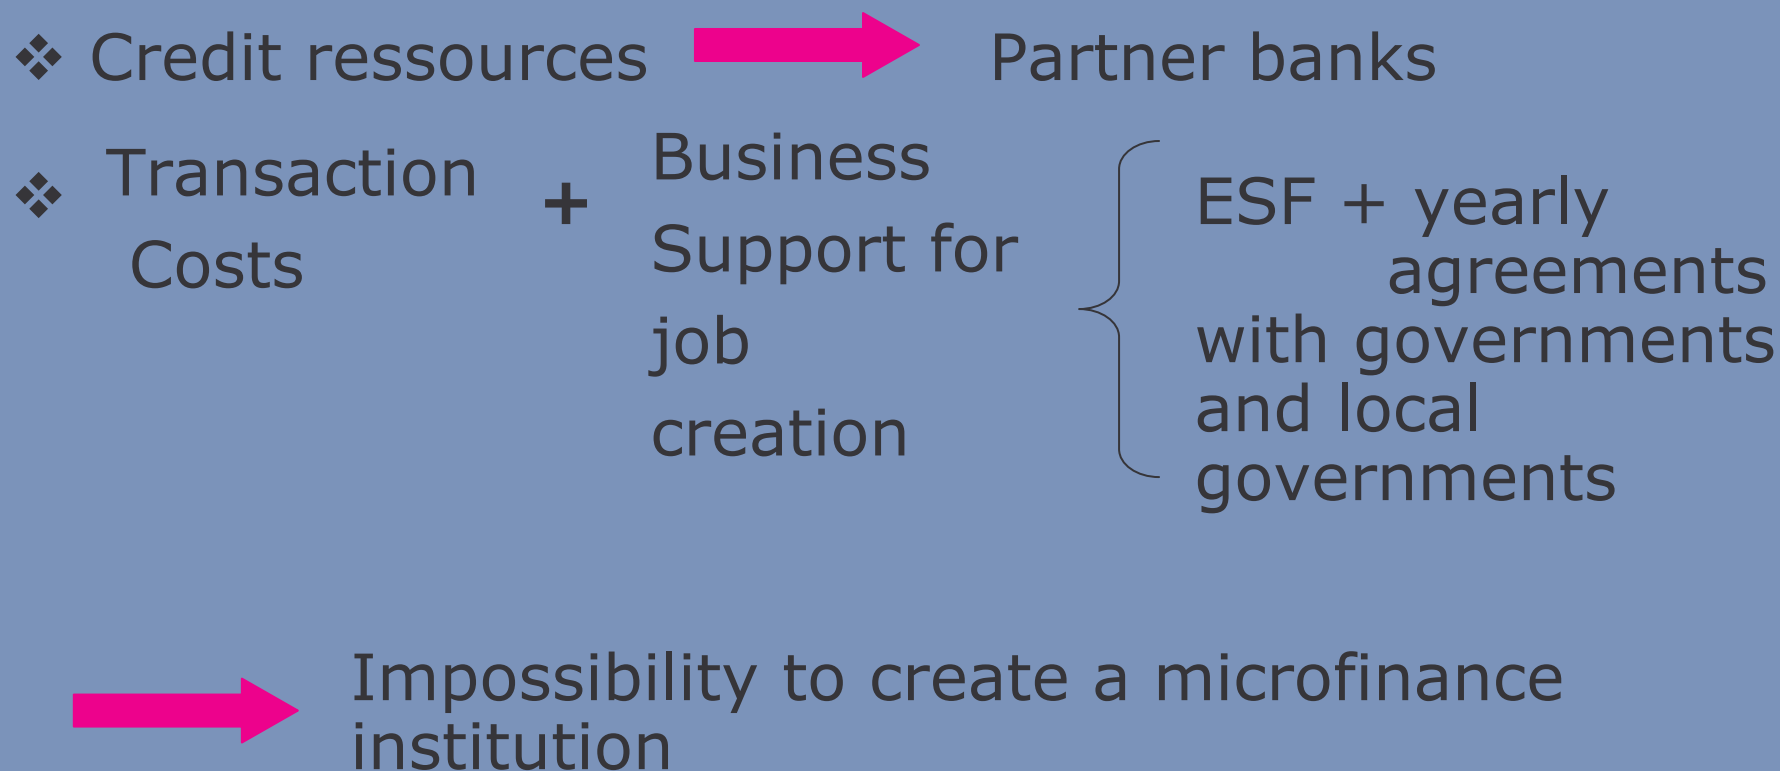 ❖ Credit ressources Partner banks
❖ Transaction
Costs
+
Business
Support for
job
creation
ESF + yearly
agreements
with governments
and local
governments
Impossibility to create a microfinance
institution